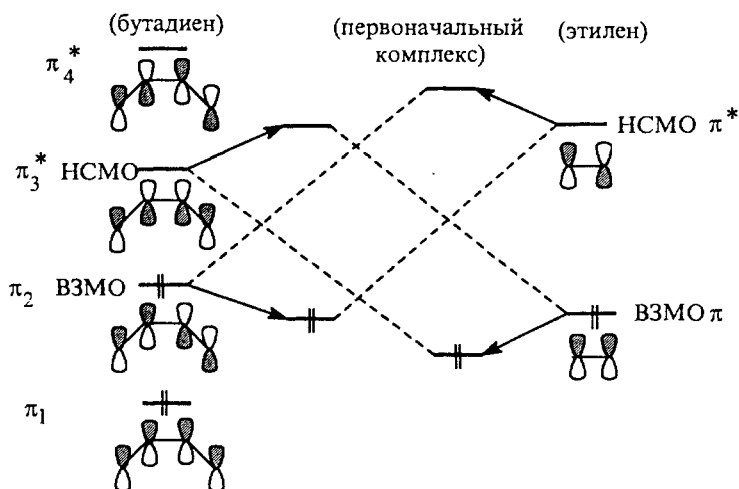 (бутадиен)
(первоначальный
комплекс)
(этилен)
π4*
НСМО π*
π3* НСМО
π2 ВЗМО
ВЗМО π
π1